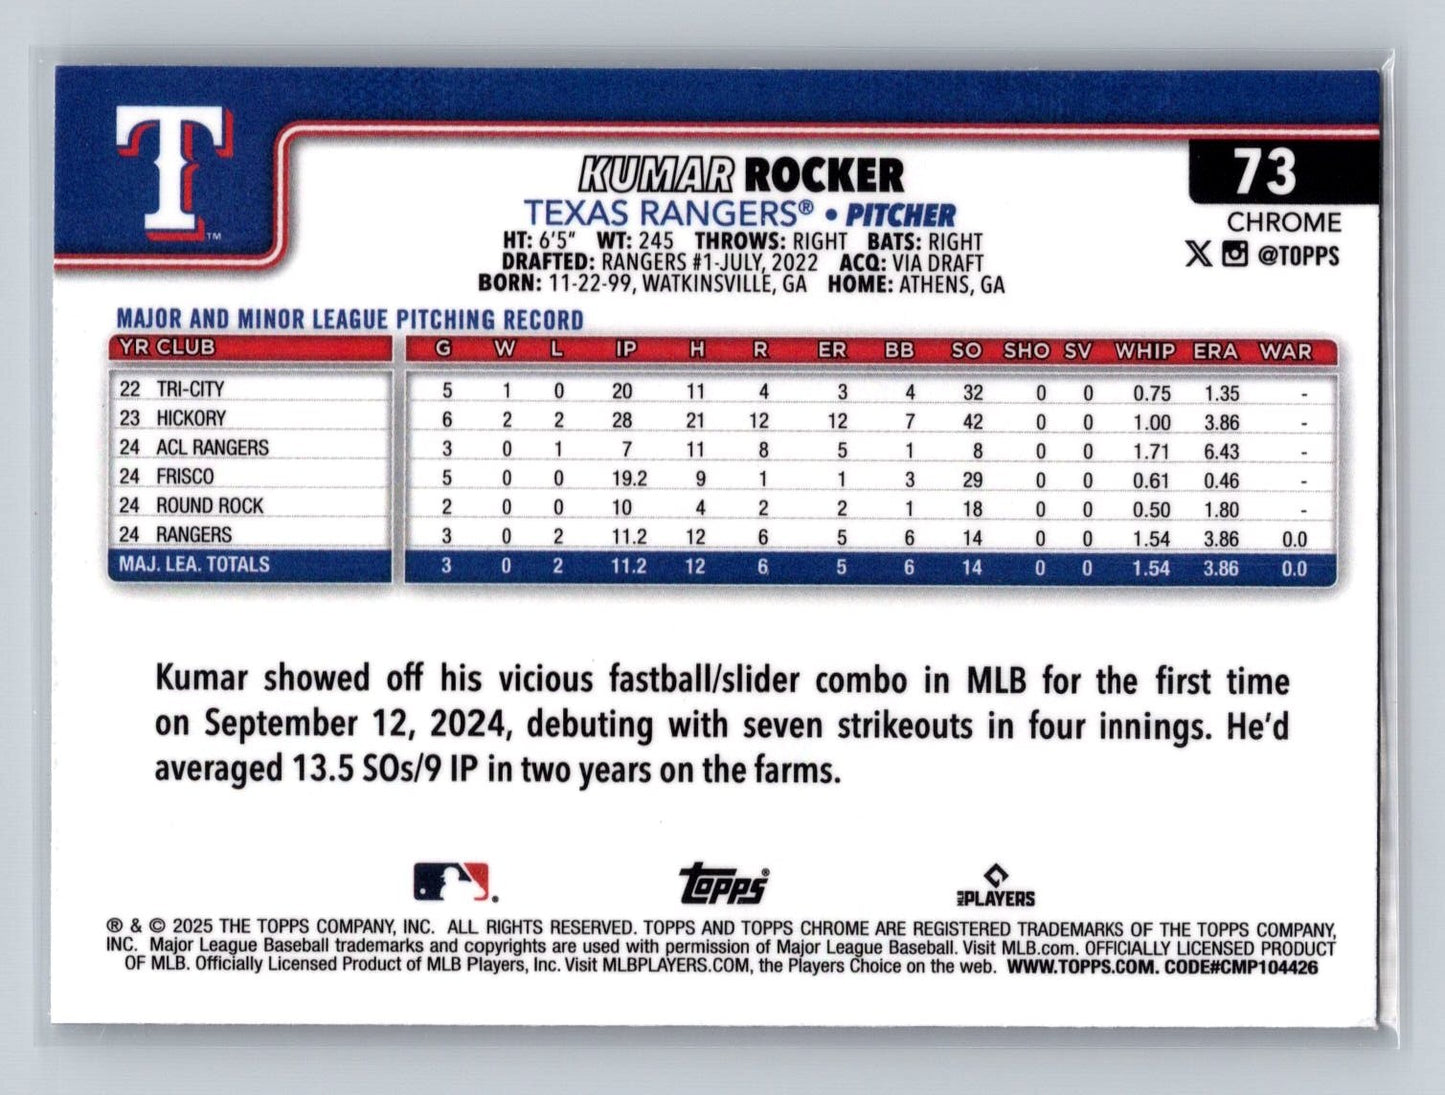 T™
KUMAR ROCKER
73
TEXAS RANGERS® • PITCHER
CHROME
HT: 6'5" WT: 245 THROWS: RIGHT BATS: RIGHT
X @TOPPS
DRAFTED: RANGERS #1-JULY, 2022 ACQ: VIA DRAFT
BORN: 11-22-99, WATKINSVILLE, GA HOME: ATHENS, GA
MAJOR AND MINOR LEAGUE PITCHING RECORD
YR CLUB G W L IP H R ER BB SO SHO SV WHIP ERA WAR
22 TRI-CITY 5 1 0 20 11 4 3 4 32 0 0 0.75 1.35 -
23 HICKORY 6 2 2 28 21 12 12 7 42 0 0 1.00 3.86 -
24 ACL RANGERS 3 0 1 7 11 8 5 1 8 0 0 1.71 6.43 -
24 FRISCO 5 0 0 19.2 9 1 1 3 29 0 0 0.61 0.46 -
24 ROUND ROCK 2 0 0 10 4 2 2 1 18 0 0 0.50 1.80 -
24 RANGERS 3 0 2 11.2 12 6 5 6 14 0 0 1.54 3.86 0.0
MAJ. LEA. TOTALS 3 0 2 11.2 12 6 5 6 14 0 0 1.54 3.86 0.0
Kumar showed off his vicious fastball/slider combo in MLB for the first time
on September 12, 2024, debuting with seven strikeouts in four innings. He'd
averaged 13.5 SOs/9 IP in two years on the farms.
topps® MLB PLAYERS
® & © 2025 THE TOPPS COMPANY, INC. ALL RIGHTS RESERVED. TOPPS AND TOPPS CHROME ARE REGISTERED TRADEMARKS OF THE TOPPS COMPANY,
INC. Major League Baseball trademarks and copyrights are used with permission of Major League Baseball. Visit MLB.com. OFFICIALLY LICENSED PRODUCT
OF MLB. Officially Licensed Product of MLB Players, Inc. Visit MLBPLAYERS.COM, the Players Choice on the web. WWW.TOPPS.COM. CODE#CMP104426